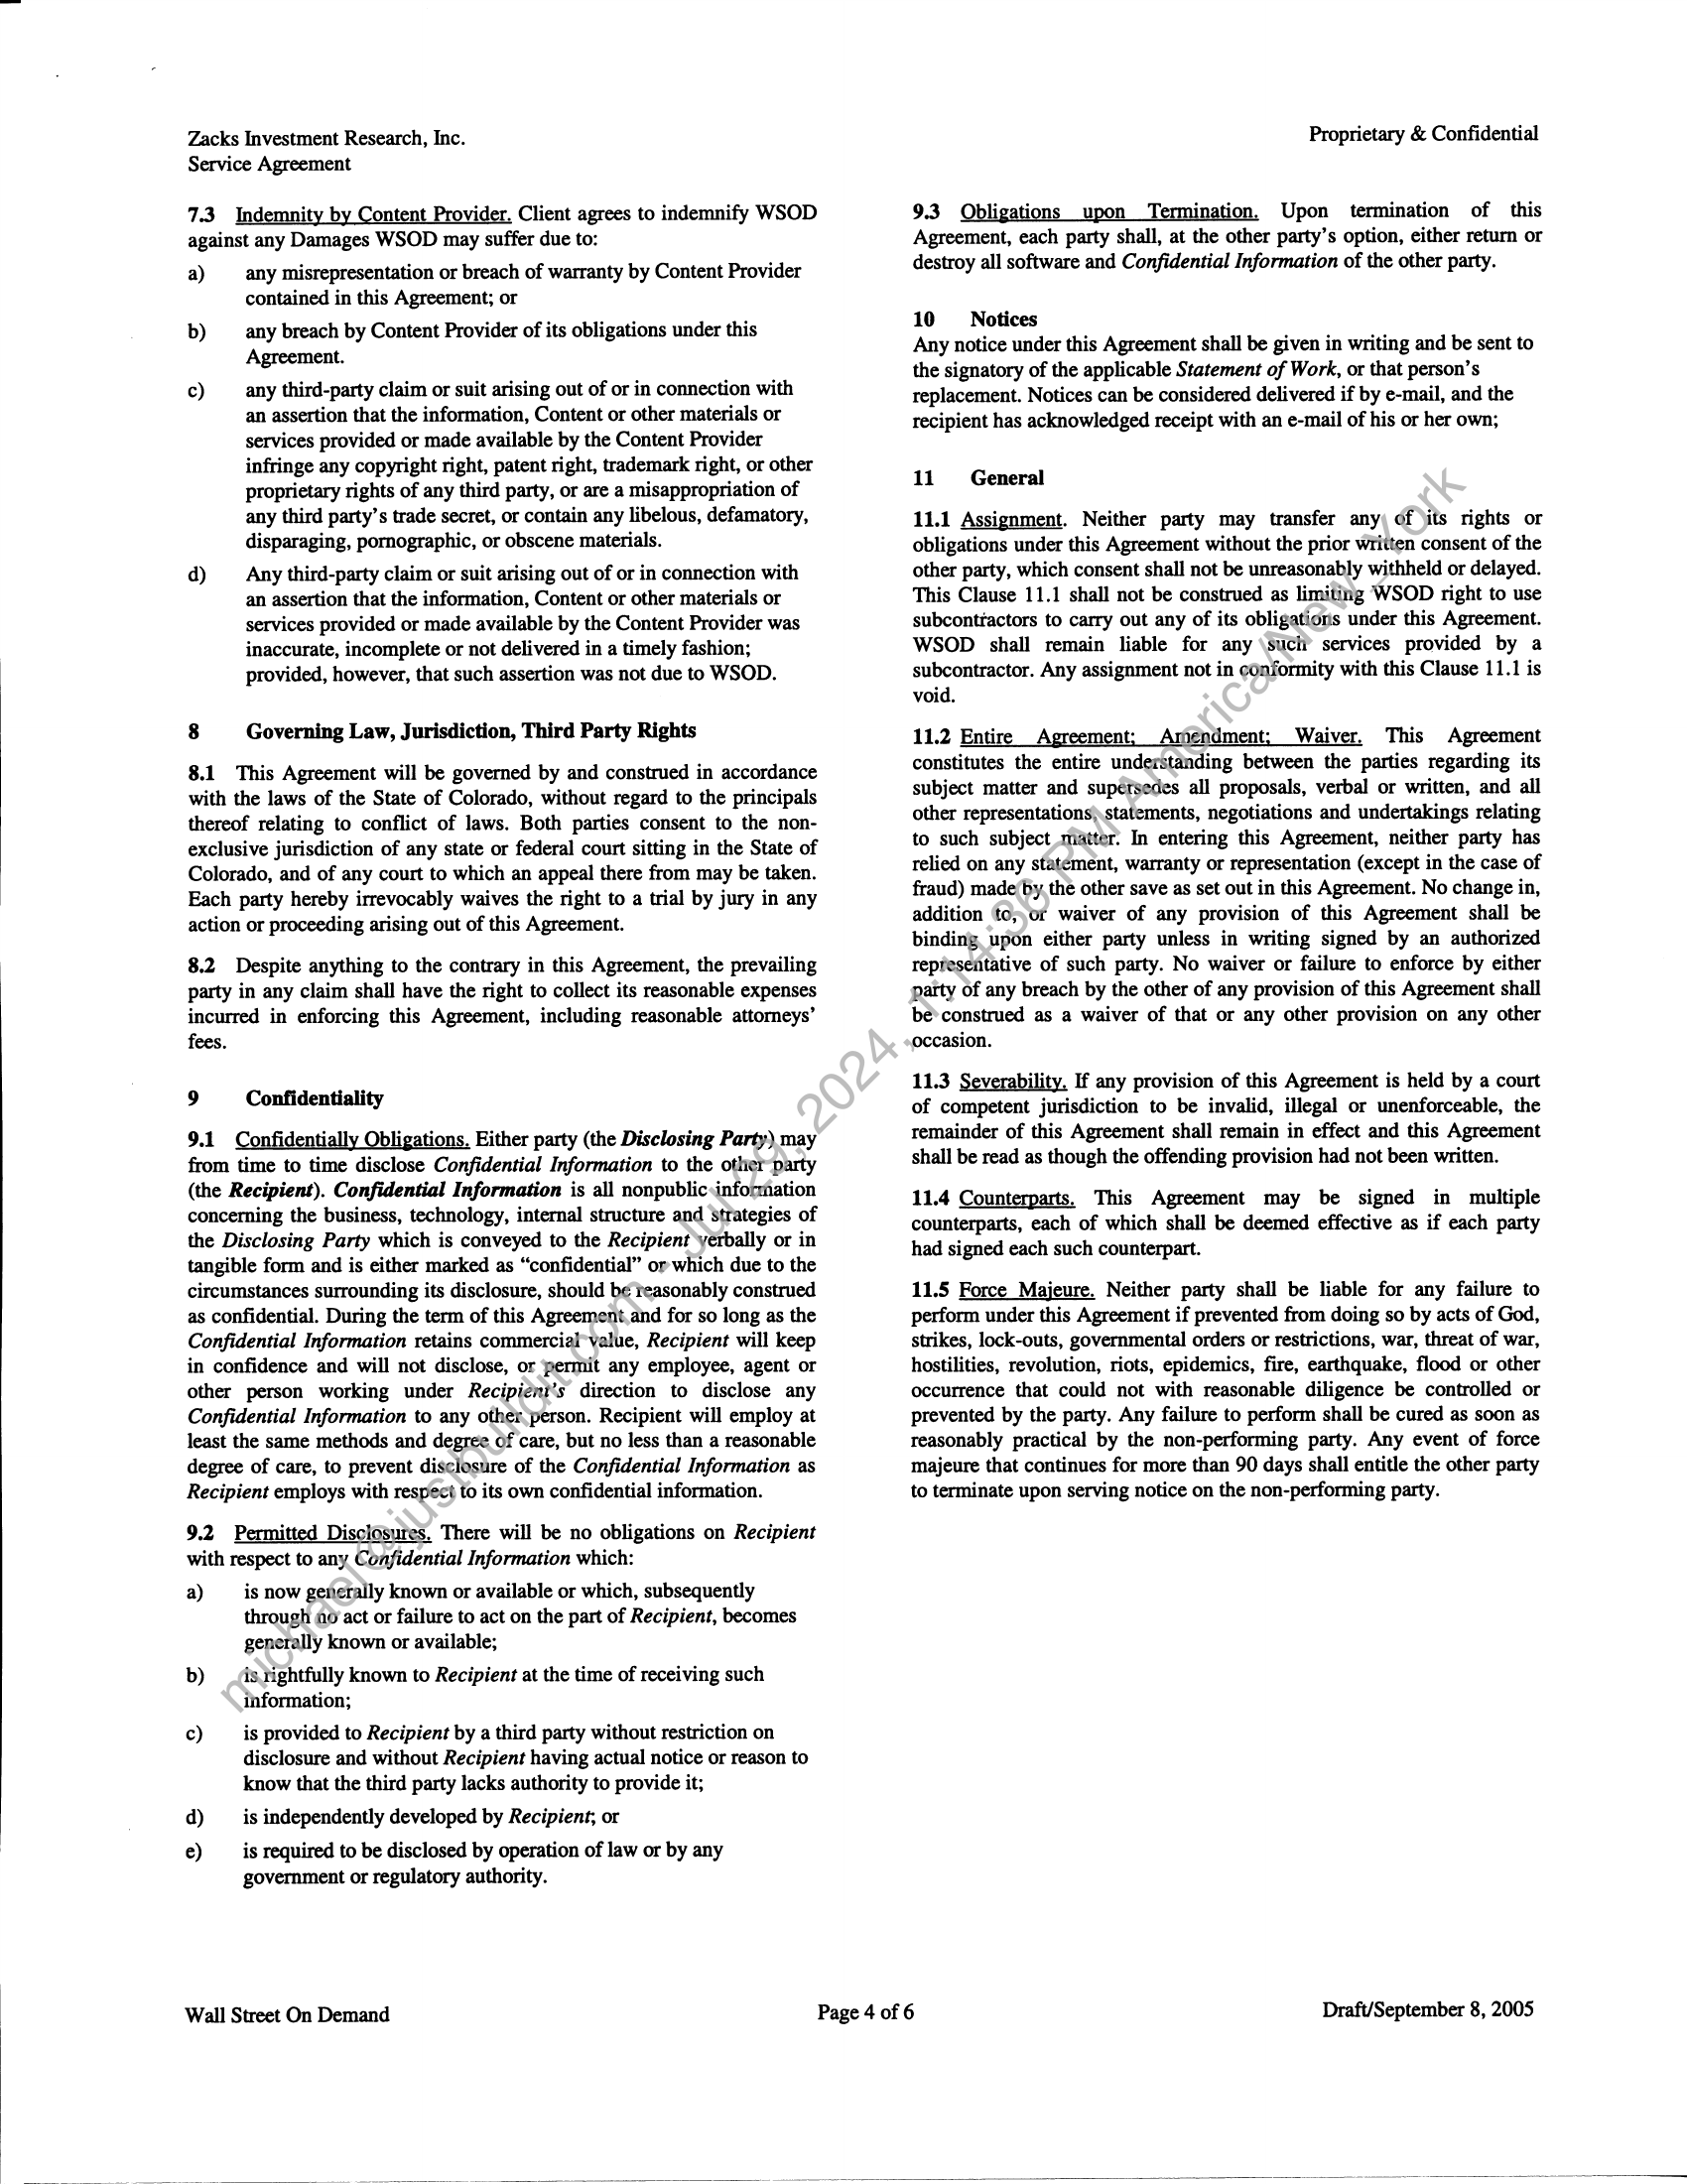 Zacks Investment Research, Inc.
Service Agreement
Proprietary & Confidential
7.3 Indemnity by Content Provider. Client agrees to indemnify WSOD
against any Damages WSOD may suffer due to:
a) any misrepresentation or breach of warranty by Content Provider
contained in this Agreement; or
b) any breach by Content Provider of its obligations under this
Agreement.
c) any third-party claim or suit arising out of or in connection with
an assertion that the information, Content or other materials or
services provided or made available by the Content Provider
infringe any copyright right, patent right, trademark right, or other
proprietary rights of any third party, or are a misappropriation of
any third party's trade secret, or contain any libelous, defamatory,
disparaging, pornographic, or obscene materials.
d) Any third-party claim or suit arising out of or in connection with
an assertion that the information, Content or other materials or
services provided or made available by the Content Provider was
inaccurate, incomplete or not delivered in a timely fashion;
provided, however, that such assertion was not due to WSOD.
8 Governing Law, Jurisdiction, Third Party Rights
8.1 This Agreement will be governed by and construed in accordance
with the laws of the State of Colorado, without regard to the principals
thereof relating to conflict of laws. Both parties consent to the non-
exclusive jurisdiction of any state or federal court sitting in the State of
Colorado, and of any court to which an appeal there from may be taken.
Each party hereby irrevocably waives the right to a trial by jury in any
action or proceeding arising out of this Agreement.
8.2 Despite anything to the contrary in this Agreement, the prevailing
party in any claim shall have the right to collect its reasonable expenses
incurred in enforcing this Agreement, including reasonable attorneys'
fees.
9 Confidentiality
9.1 Confidentially Obligations. Either party (the Disclosing Party) may
from time to time disclose Confidential Information to the other party
(the Recipient). Confidential Information is all nonpublic information
concerning the business, technology, internal structure and strategies of
the Disclosing Party which is conveyed to the Recipient verbally or in
tangible form and is either marked as "confidential" or which due to the
circumstances surrounding its disclosure, should be reasonably construed
as confidential. During the term of this Agreement and for so long as the
Confidential Information retains commercial value, Recipient will keep
in confidence and will not disclose, or permit any employee, agent or
other person working under Recipient's direction to disclose any
Confidential Information to any other person. Recipient will employ at
least the same methods and degree of care, but no less than a reasonable
degree of care, to prevent disclosure of the Confidential Information as
Recipient employs with respect to its own confidential information.
9.2 Permitted Disclosures. There will be no obligations on Recipient
with respect to any Confidential Information which:
a) is now generally known or available or which, subsequently
through no act or failure to act on the part of Recipient, becomes
generally known or available;
b) is rightfully known to Recipient at the time of receiving such
information;
c) is provided to Recipient by a third party without restriction on
disclosure and without Recipient having actual notice or reason to
know that the third party lacks authority to provide it;
d) is independently developed by Recipient; or
e) is required to be disclosed by operation of law or by any
government or regulatory authority.
9.3 Obligations upon Termination. Upon termination of this
Agreement, each party shall, at the other party's option, either return or
destroy all software and Confidential Information of the other party.
10 Notices
Any notice under this Agreement shall be given in writing and be sent to
the signatory of the applicable Statement of Work, or that person's
replacement. Notices can be considered delivered if by e-mail, and the
recipient has acknowledged receipt with an e-mail of his or her own;
11 General
11.1 Assignment. Neither party may transfer any of its rights or
obligations under this Agreement without the prior written consent of the
other party, which consent shall not be unreasonably withheld or delayed.
This Clause 11.1 shall not be construed as limiting WSOD right to use
subcontractors to carry out any of its obligations under this Agreement.
WSOD shall remain liable for any such services provided by a
subcontractor. Any assignment not in conformity with this Clause 11.1 is
void.
11.2 Entire Agreement; Amendment; Waiver. This Agreement
constitutes the entire understanding between the parties regarding its
subject matter and supersedes all proposals, verbal or written, and all
other representations, statements, negotiations and undertakings relating
to such subject matter. In entering this Agreement, neither party has
relied on any statement, warranty or representation (except in the case of
fraud) made by the other save as set out in this Agreement. No change in,
addition to, or waiver of any provision of this Agreement shall be
binding upon either party unless in writing signed by an authorized
representative of such party. No waiver or failure to enforce by either
party of any breach by the other of any provision of this Agreement shall
be construed as a waiver of that or any other provision on any other
occasion.
11.3 Severability. If any provision of this Agreement is held by a court
of competent jurisdiction to be invalid, illegal or unenforceable, the
remainder of this Agreement shall remain in effect and this Agreement
shall be read as though the offending provision had not been written.
11.4 Counterparts. This Agreement may be signed in multiple
counterparts, each of which shall be deemed effective as if each party
had signed each such counterpart.
11.5 Force Majeure. Neither party shall be liable for any failure to
perform under this Agreement if prevented from doing so by acts of God,
strikes, lock-outs, governmental orders or restrictions, war, threat of war,
hostilities, revolution, riots, epidemics, fire, earthquake, flood or other
occurrence that could not with reasonable diligence be controlled or
prevented by the party. Any failure to perform shall be cured as soon as
reasonably practical by the non-performing party. Any event of force
majeure that continues for more than 90 days shall entitle the other party
to terminate upon serving notice on the non-performing party.
michael@justbuildit.com - Jul 29, 2024, 1:14:36 PM America/New_York
Wall Street On Demand
Page 4 of 6
Draft/September 8, 2005